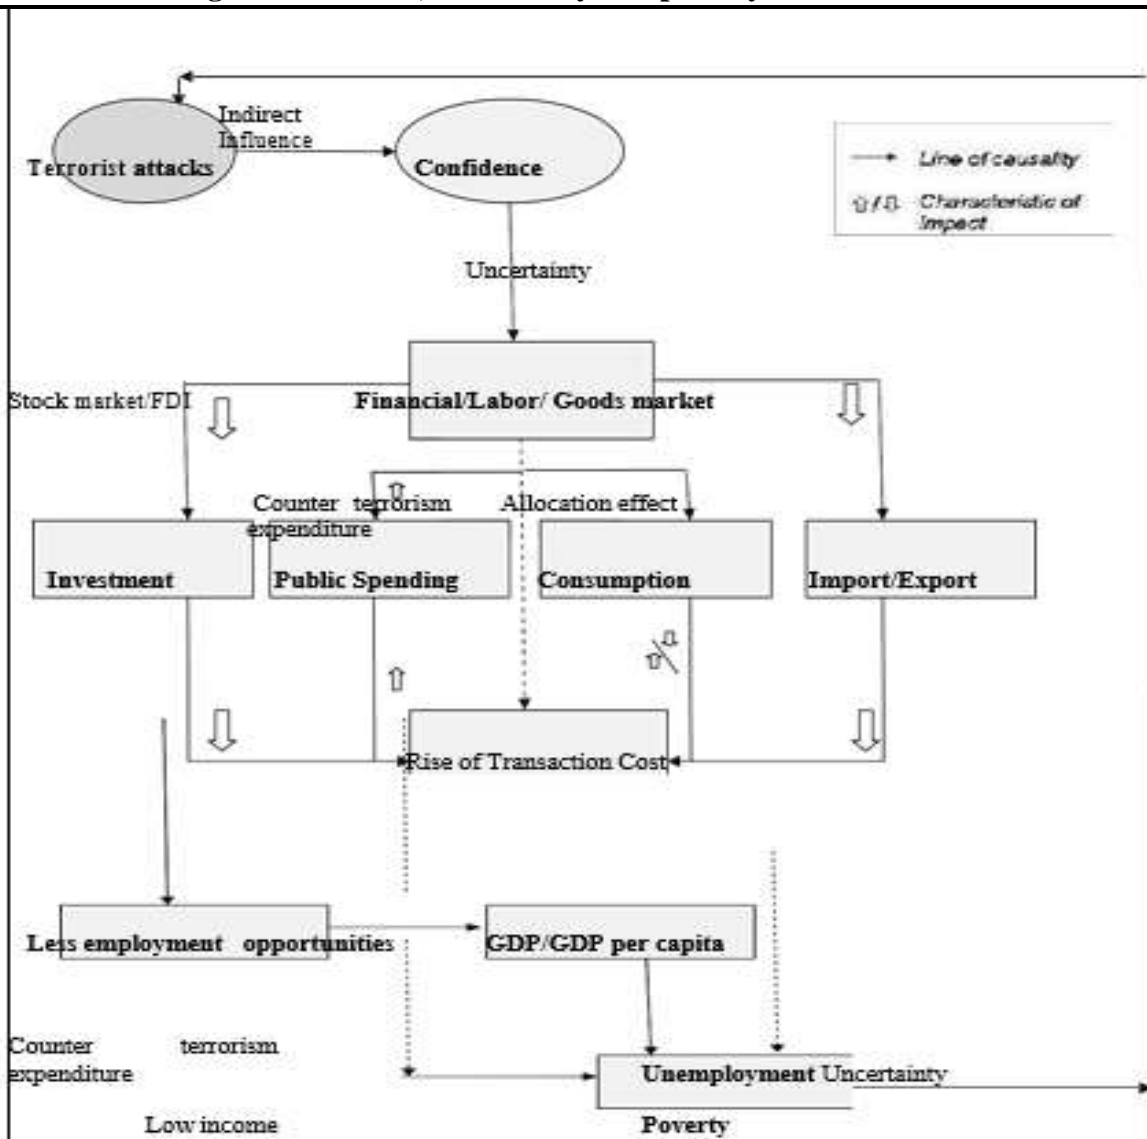 Indirect
Influence
Terrorist attacks
Confidence
Line of causality
Characteristic of
Impact
Uncertainty
Stock market/FDI
Financial/Labor/ Goods market
Counter terrorism
expenditure
Allocation effect
Investment
Public Spending
Consumption
Import/Export
Rise of Transaction Cost
Less employment opportunities
GDP/GDP per capita
Counter terrorism
expenditure
Unemployment Uncertainty
Low income
Poverty